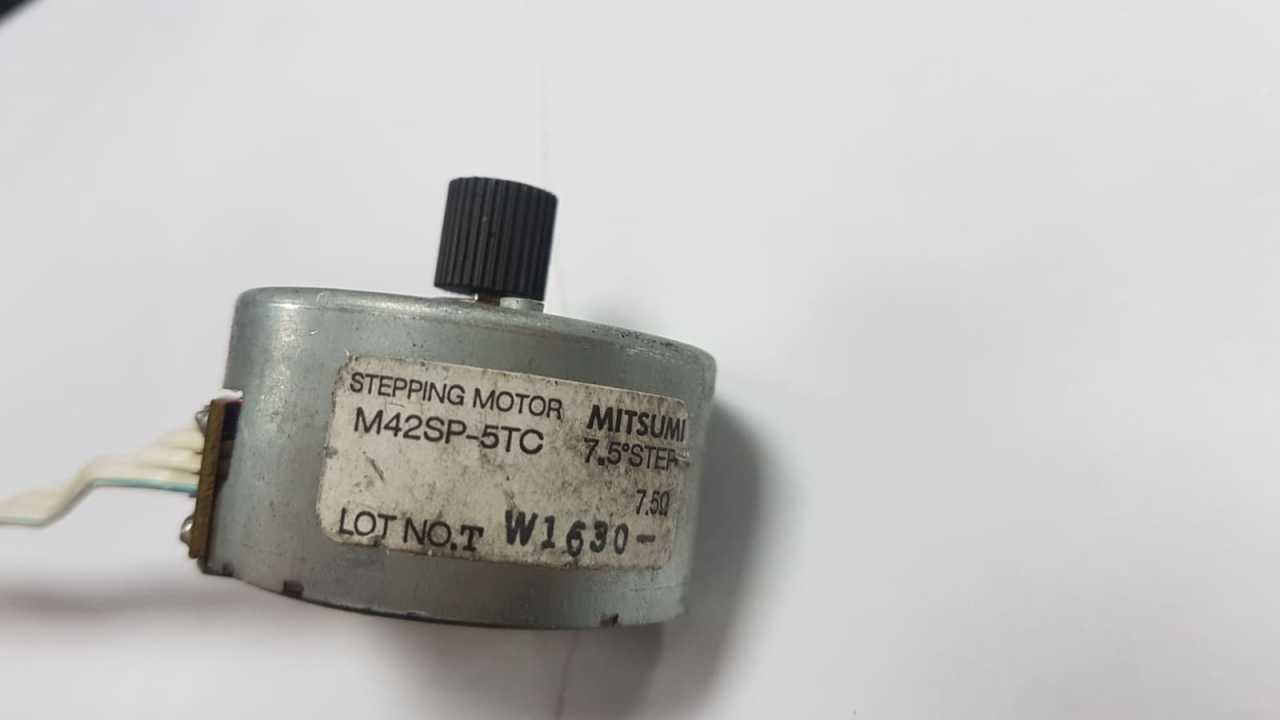 STEPPING MOTOR MITSUMI
M42SP-5TC 7.5°STEP
7.5Ω
LOT NO.T W1630-